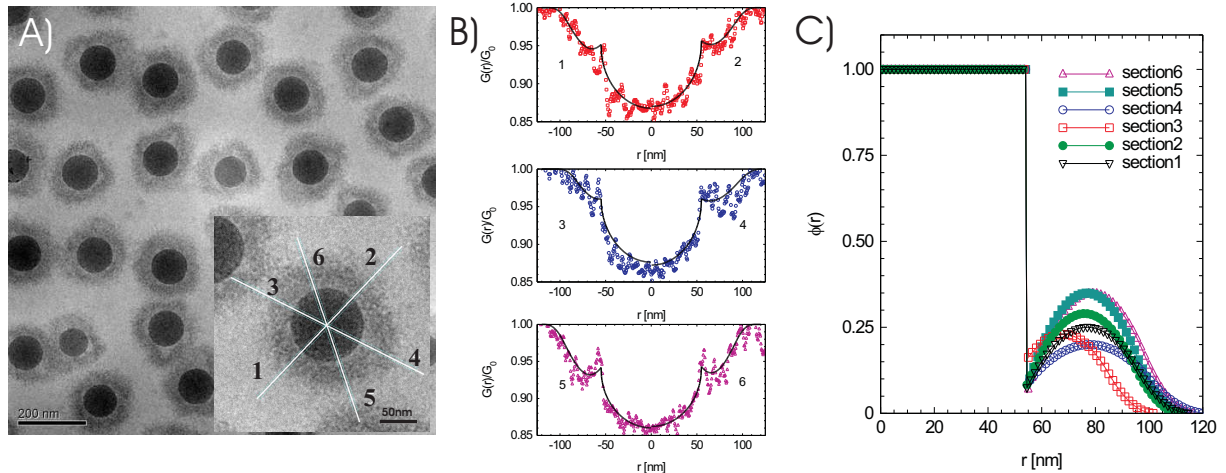 A)
200 nm
6
2
3
1
4
5
50nm
B)
1.00
0.95
0.90
0.85
G(r)/G0
1
2
-100 -50 0 50 100
r [nm]
1.00
0.95
0.90
0.85
G(r)/G0
3
4
-100 -50 0 50 100
r [nm]
1.00
0.95
0.90
0.85
G(r)/G0
5
6
-100 -50 0 50 100
r [nm]
C)
section6
section5
section4
section3
section2
section1
1.00
0.75
0.50
0.25
0
ϕ(r)
0 20 40 60 80 100 120
r [nm]